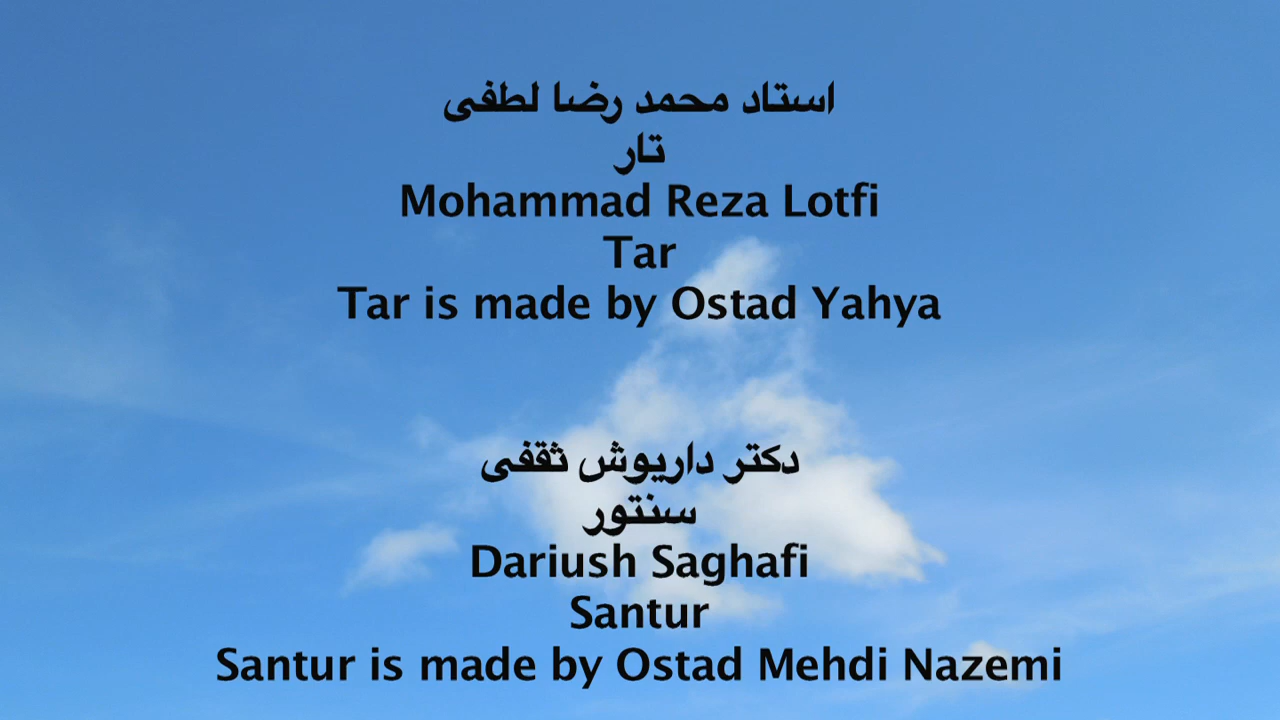 استاد محمد رضا لطفی
تار
Mohammad Reza Lotfi
Tar
Tar is made by Ostad Yahya
دکتر داریوش ثقفی
سنتور
Dariush Saghafi
Santur
Santur is made by Ostad Mehdi Nazemi